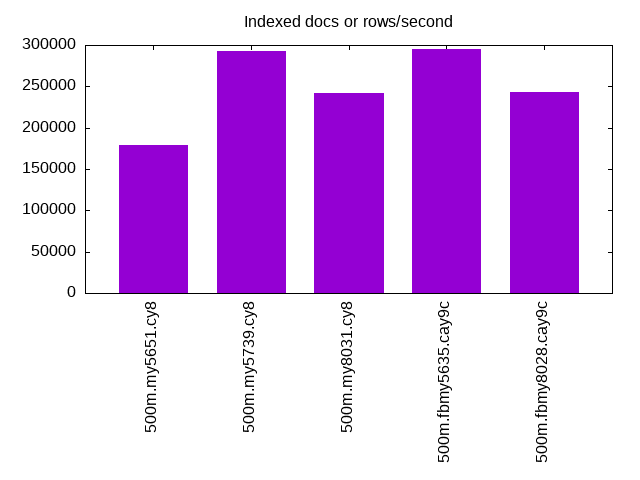 Indexed docs or rows/second
300000
250000
200000
150000
100000
50000
0
500m.my5651.cy8
500m.my5739.cy8
500m.my8031.cy8
500m.fbmy5635.cay9c
500m.fbmy8028.cay9c